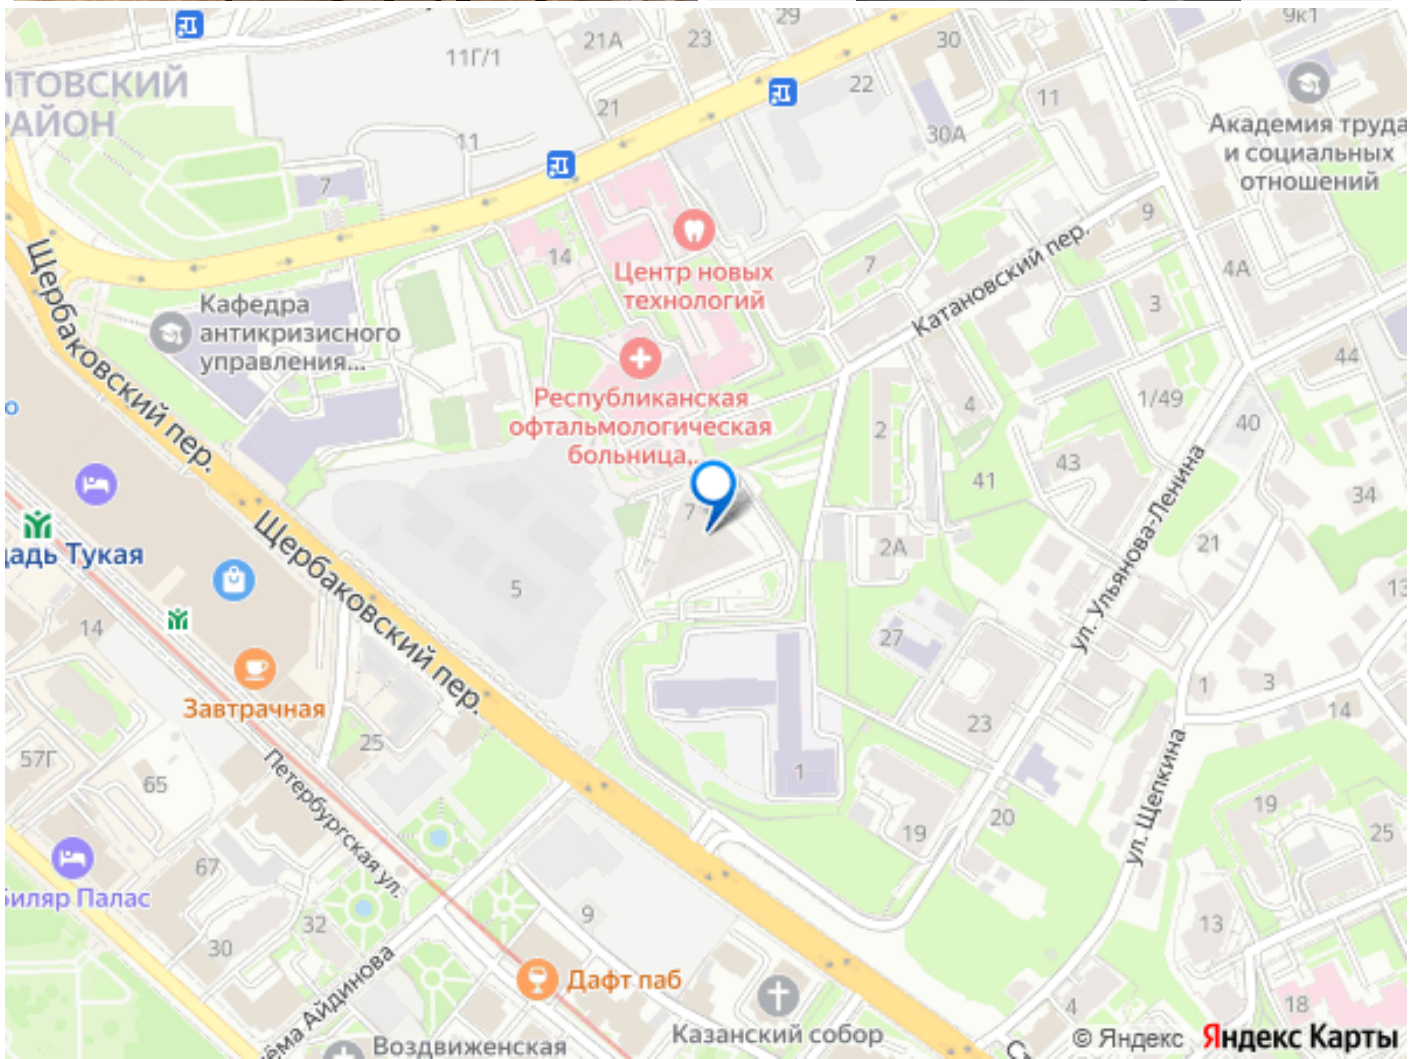 29
9к1
11Г/1
21А
23
30
ИТОВСКИЙ
РАЙОН
22
11
21
11
30А
Академия труда
и социальных
отношений
7
14
Центр новых
технологий
7
Катановский пер.
9
4А
3
Щербаковский пер.
Кафедра
антикризисного
управления...
44
Республиканская
офтальмологическая
больница,..
2
4
1/49
40
43
41
34
7
Щербаковский пер.
адь Тукая
5
2А
21
13
ул. Ульянова-Ленина
14
27
Завтрачная
1
3
14
25
23
57Г
65
Петербургская ул.
1
ул. Щепкина
19
20
19
25
67
Биляр Палас
32
30
9
13
Дафт паб
ёма Айдинова
Казанский собор
4
18
Воздвиженская
© Яндекс Яндекс Карты